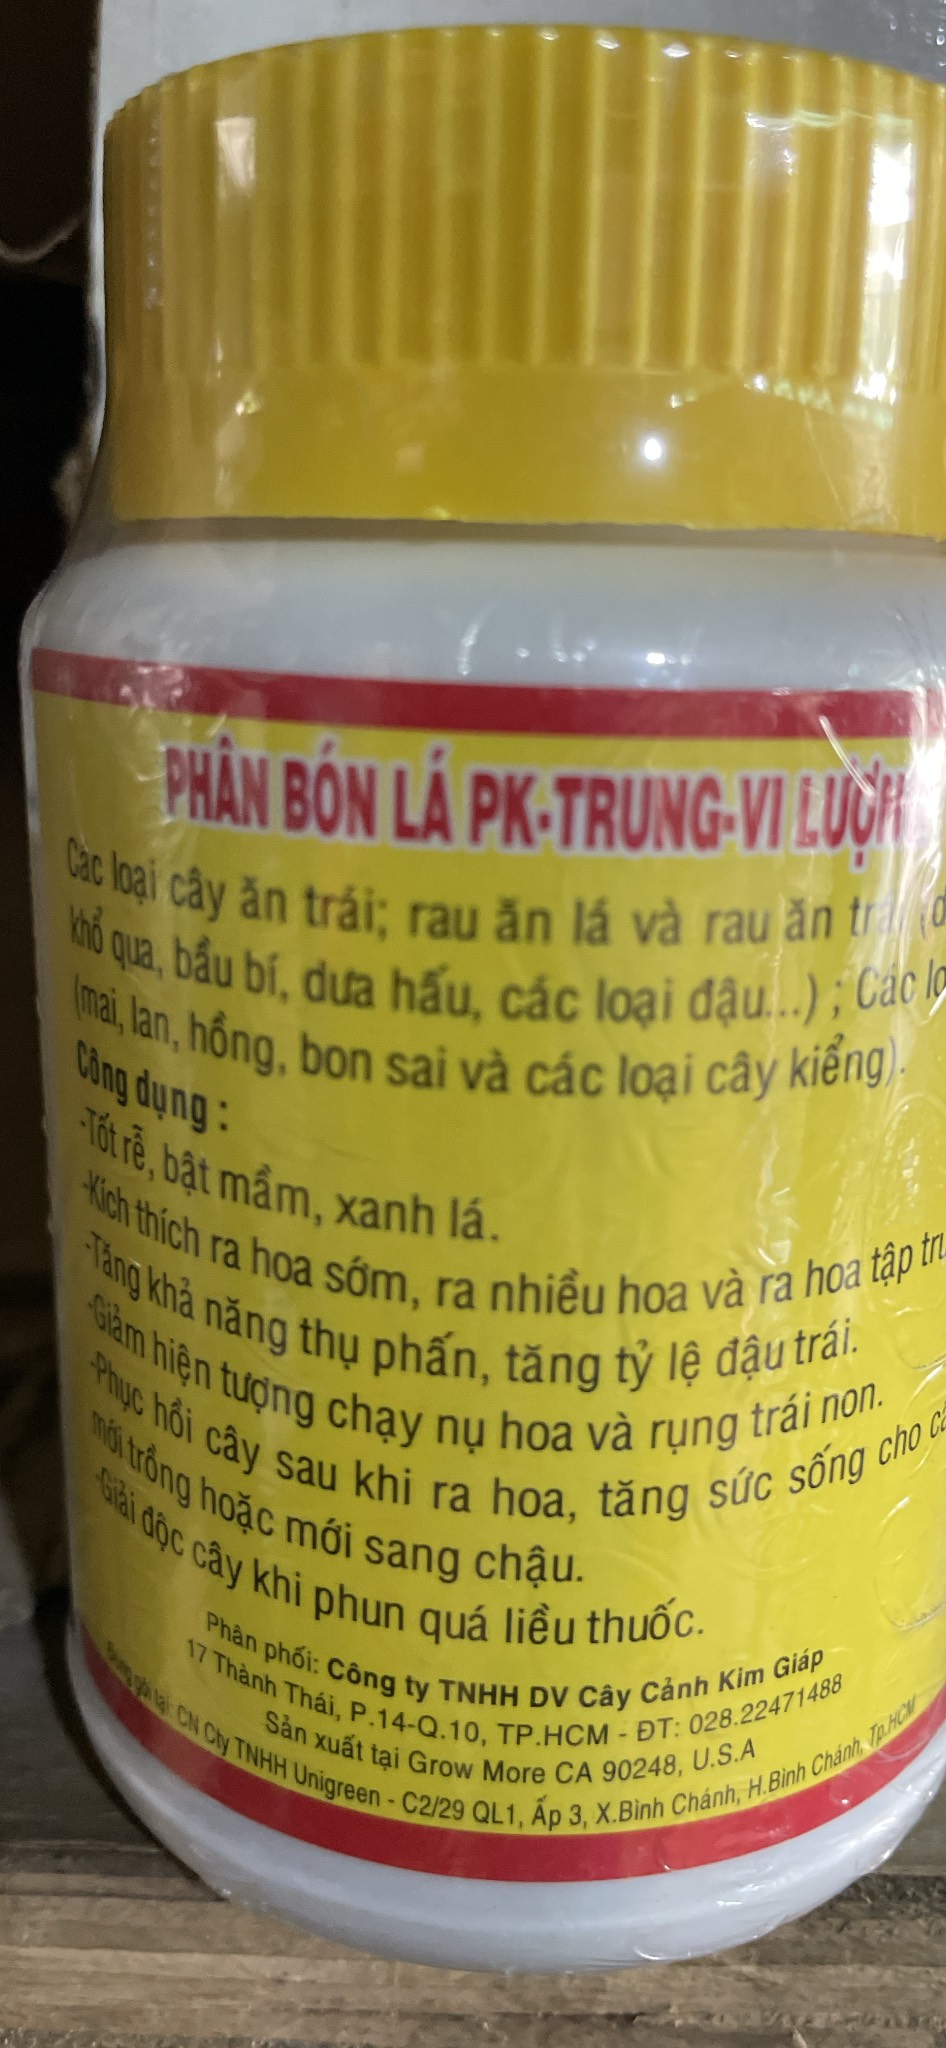 PHÂN BÓN LÁ PK-TRUNG-VI LƯỢN
Các loại cây ăn trái; rau ăn lá và rau ăn trái
khổ qua, bầu bí, dưa hấu, các loại đậu...) ; Các
(mai, lan, hồng, bon sai và các loại cây kiểng).
Công dụng :
-Tốt rễ, bật mầm, xanh lá.
-Kích thích ra hoa sớm, ra nhiều hoa và ra hoa tập
-Tăng khả năng thụ phấn, tăng tỷ lệ đậu trái.
-Giảm hiện tượng chạy nụ hoa và rụng trái non.
-Phục hồi cây sau khi ra hoa, tăng sức sống cho
mới trồng hoặc mới sang chậu.
-Giải độc cây khi phun quá liều thuốc.
Phân phối: Công ty TNHH DV Cây Cảnh Kim Giáp
17 Thành Thái, P.14-Q.10, TP.HCM - ĐT: 028.22471488
Sản xuất tại Grow More CA 90248, U.S.A
Đóng gói tại: CN Cty TNHH Unigreen - C2/29 QL1, Ấp 3, X.Bình Chánh, H.Bình Chánh, Tp.HCM